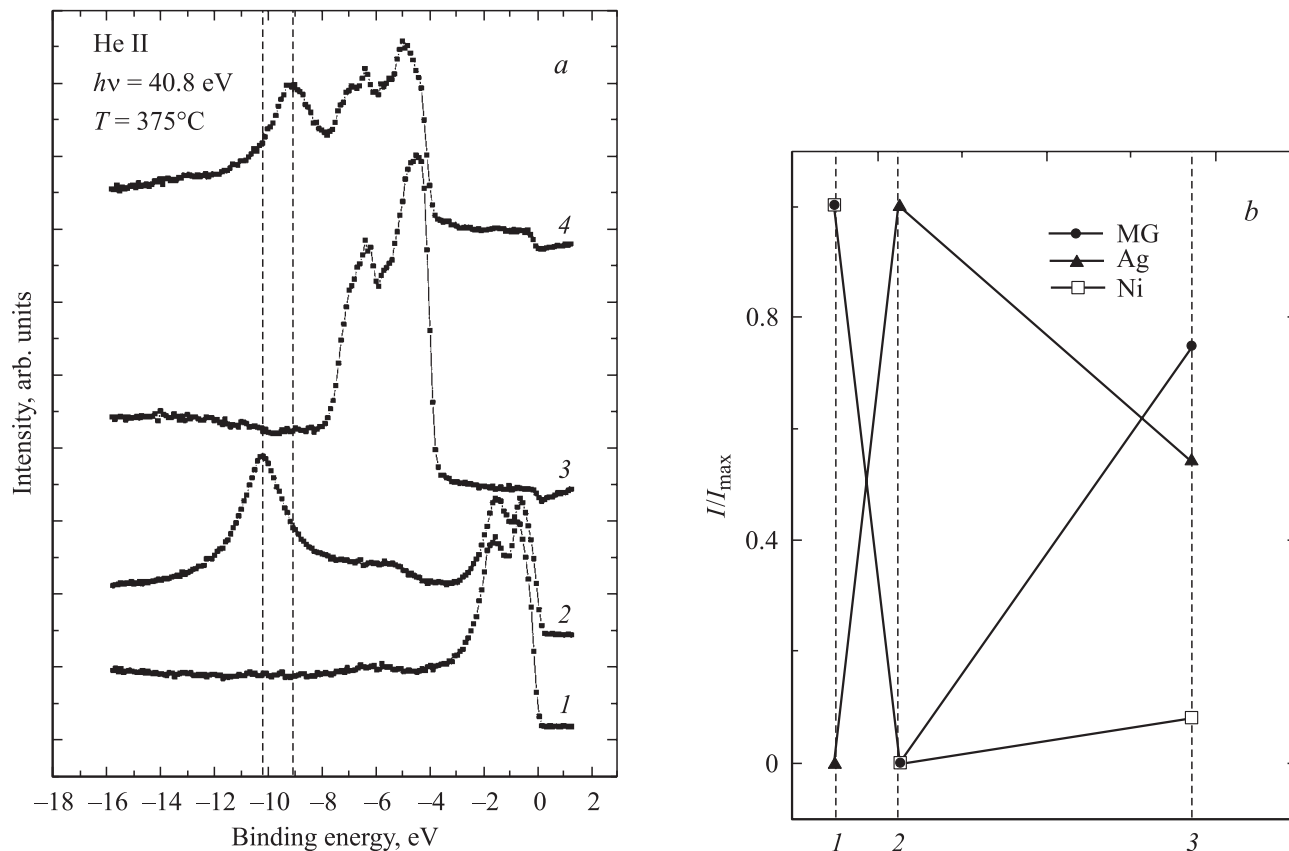 He II
hν = 40.8 eV
T = 375°C
a
4
3
2
1
Intensity, arb. units
–18 –16 –14 –12 –10 –8 –6 –4 –2 0 2
Binding energy, eV
b
MG
Ag
Ni
0.8
0.4
0
I/Imax
1 2 3